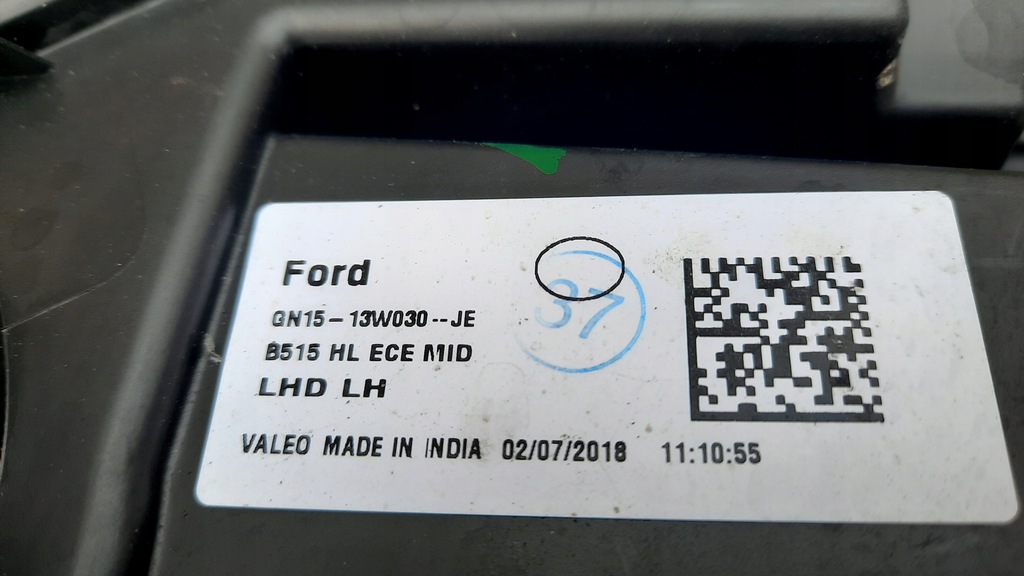 Ford
37
GN15-13W030--JE
B515 HL ECE MID
LHD LH
VALEO MADE IN INDIA 02/07/2018 11:10:55